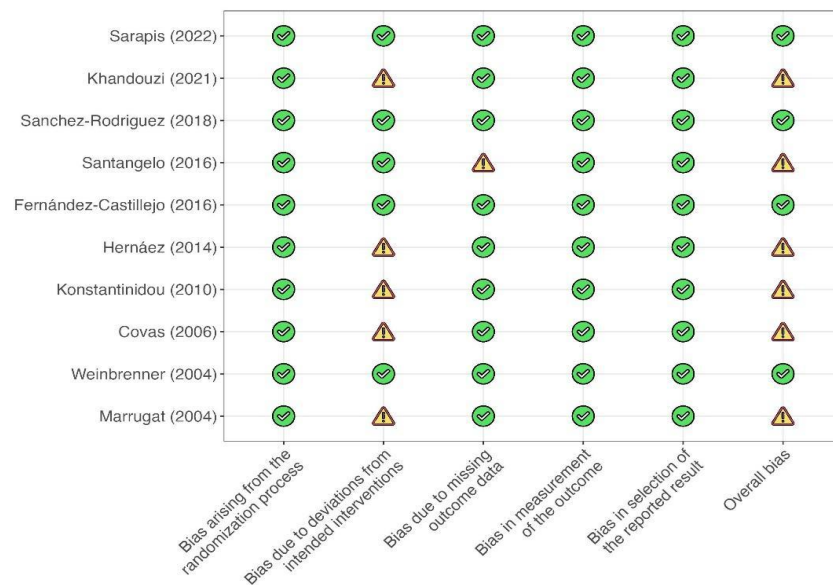 Sarapis (2022)
Khandouzi (2021)
Sanchez-Rodriguez (2018)
Santangelo (2016)
Fernández-Castillejo (2016)
Hernáez (2014)
Konstantinidou (2010)
Covas (2006)
Weinbrenner (2004)
Marrugat (2004)
Bias arising from the
randomization process
Bias due to deviations from
intended interventions
Bias due to missing
outcome data
Bias in measurement
of the outcome
Bias in selection of
the reported result
Overall bias